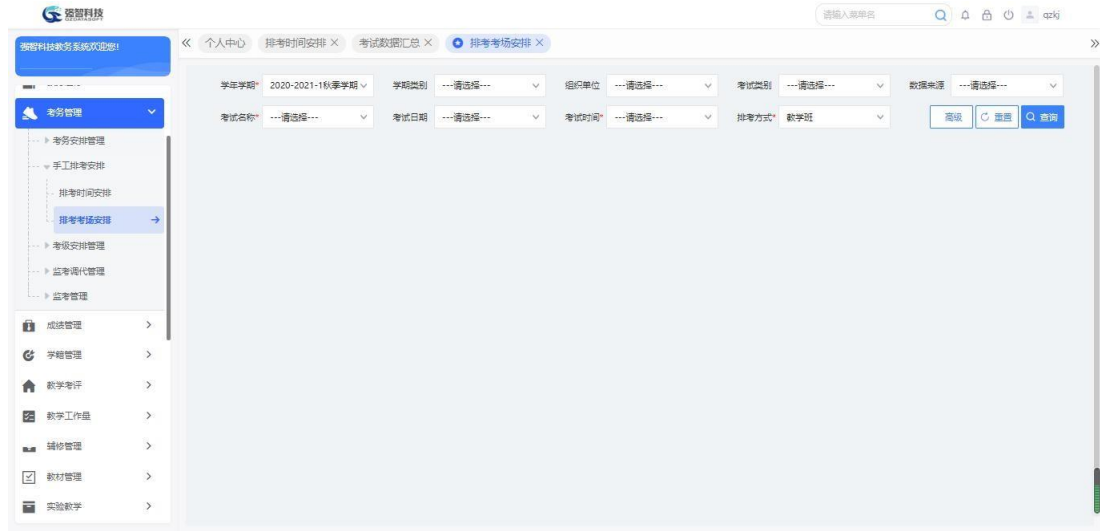 强智科技
QZDATASOFT
请输入菜单名
qzkj
强智科技教务系统欢迎您!
个人中心 排考时间安排 考试数据汇总 排考考场安排
学年学期* 2020-2021-1秋季学期 学期类别 ---请选择--- 组织单位 ---请选择--- 考试类别 ---请选择--- 数据来源 ---请选择---
考试名称* ---请选择--- 考试日期 ---请选择--- 考试时间* ---请选择--- 排考方式* 教学班 高级 重置 查询
考务管理
考务安排管理
手工排考安排
排考时间安排
排考考场安排
考级安排管理
监考调代管理
监考管理
成绩管理
学籍管理
教学考评
教学工作量
辅修管理
教材管理
实验教学